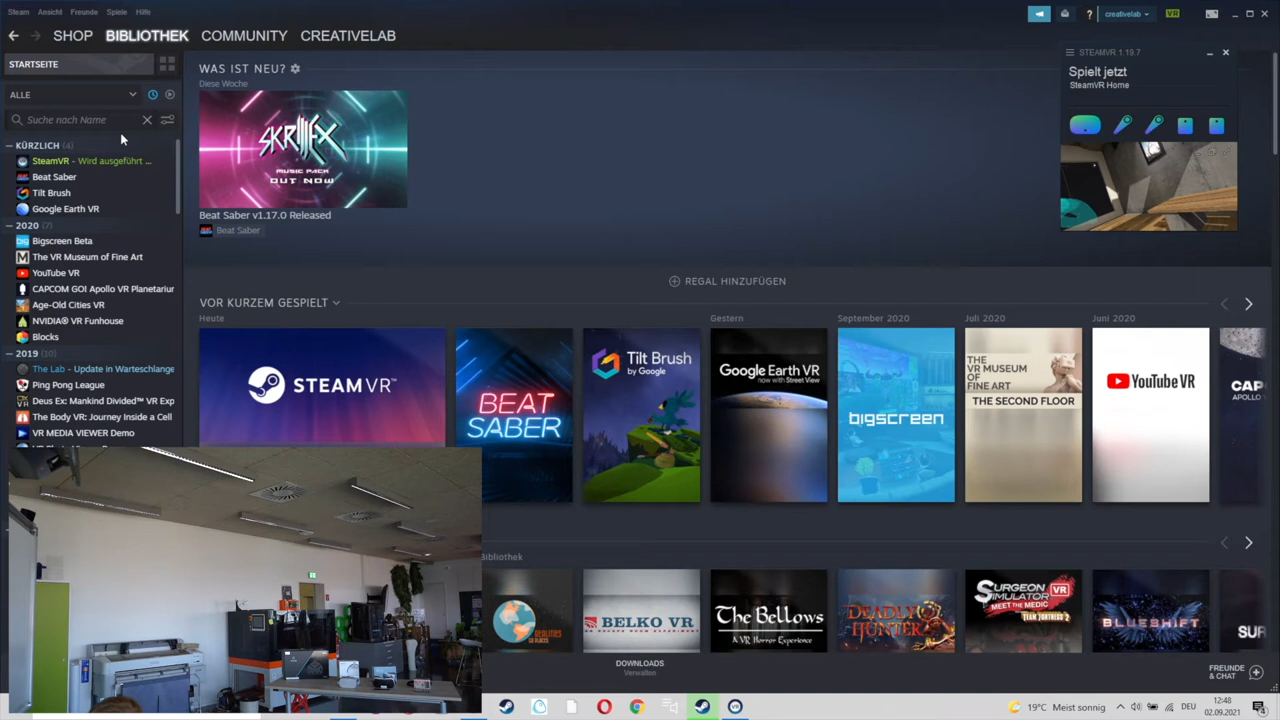 Steam Ansicht Freunde Spiele Hilfe
creativelab
VR
SHOP BIBLIOTHEK COMMUNITY CREATIVELAB
STARTSEITE
ALLE
Suche nach Name
KÜRZLICH (4)
SteamVR - Wird ausgeführt ...
Beat Saber
Tilt Brush
Google Earth VR
2020 (7)
Bigscreen Beta
The VR Museum of Fine Art
YouTube VR
CAPCOM GO! Apollo VR Planetariur
Age-Old Cities VR
NVIDIA® VR Funhouse
Blocks
2019 (10)
The Lab - Update in Warteschlange
Ping Pong League
Deus Ex: Mankind Divided™ VR Exp
The Body VR: Journey Inside a Cell
VR MEDIA VIEWER Demo
WAS IST NEU?
Diese Woche
SKRILLEX
MUSIC PACK
OUT NOW
Beat Saber v1.17.0 Released
Beat Saber
STEAMVR 1.19.7
Spielt jetzt
SteamVR Home
REGAL HINZUFÜGEN
VOR KURZEM GESPIELT
Heute
Gestern
September 2020
Juli 2020
Juni 2020
STEAMVR™
BEAT
SABER
Tilt Brush
by Google
Google Earth VR
now with Street View
bigscreen
THE
VR MUSEUM
OF
FINE ART
THE SECOND FLOOR
YouTube VR
CAPC
APOLLO V
Bibliothek
REALITIES
BELKO VR
The Bellows
A VR Horror Experience
DEADLY
HUNTER
SURGEON
SIMULATOR
VR
MEET THE MEDIC
TEAM FORTRESS 2
BLUESHIFT
SUR
DOWNLOADS
Verwalten
FREUNDE
& CHAT
19°C Meist sonnig
DEU
12:48
02.09.2021